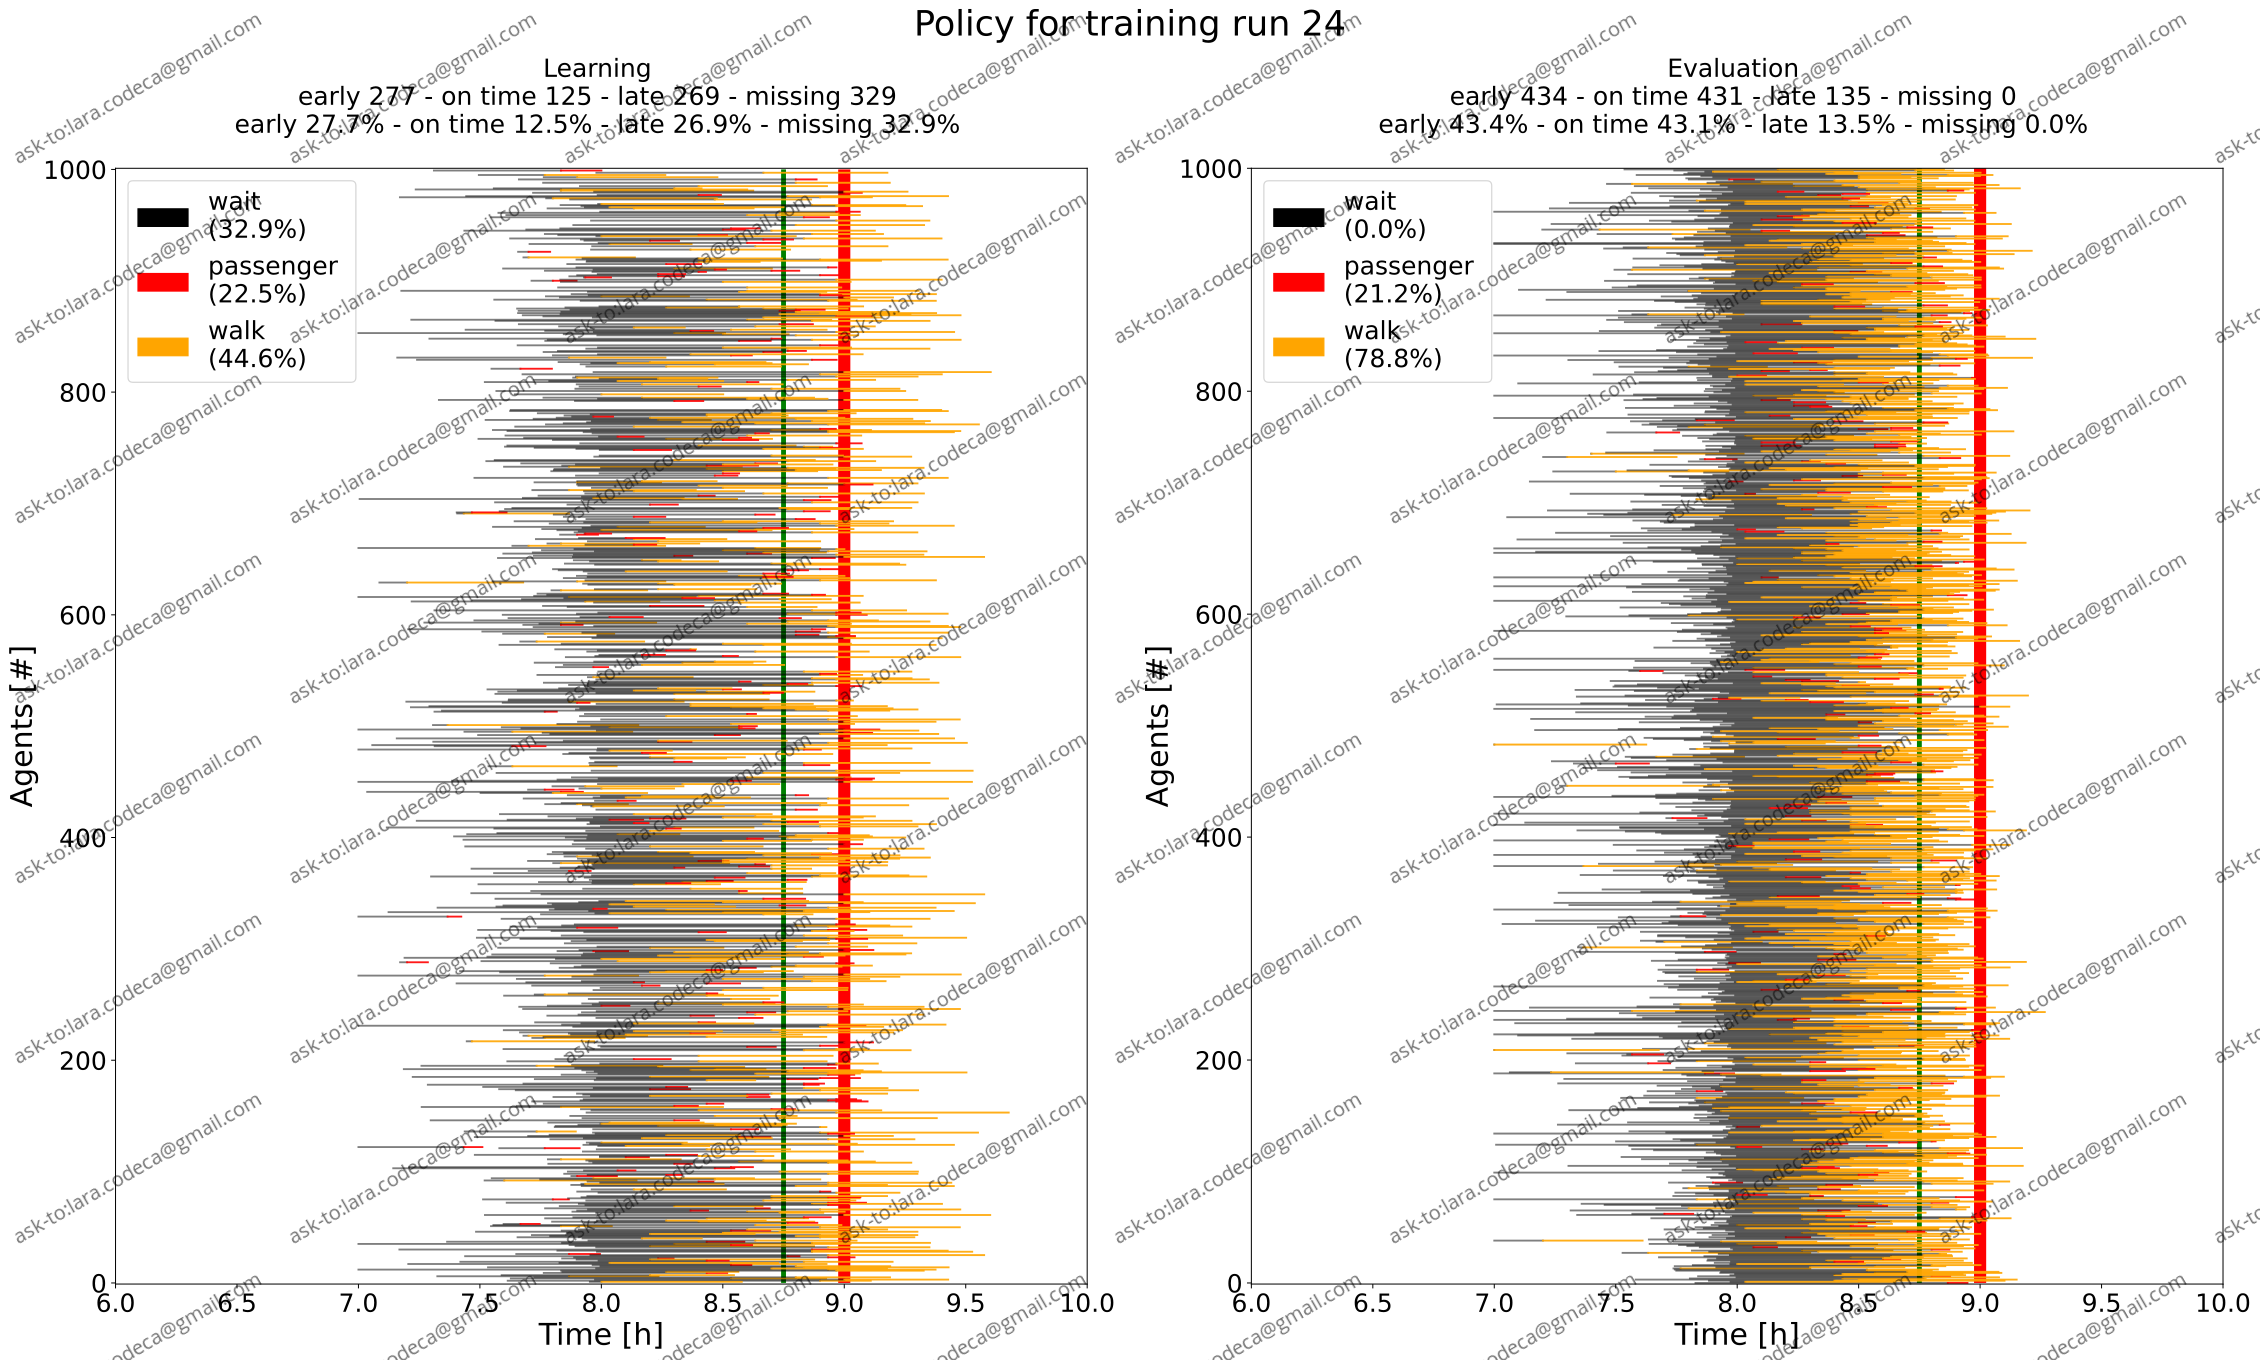 Policy for training run 24
Learning
early 277 - on time 125 - late 269 - missing 329
early 27.7% - on time 12.5% - late 26.9% - missing 32.9%
1000
800
600
400
200
0
Agents [#]
wait
(32.9%)
passenger
(22.5%)
walk
(44.6%)
6.0 6.5 7.0 7.5 8.0 8.5 9.0 9.5 10.0
Time [h]
Evaluation
early 434 - on time 431 - late 135 - missing 0
early 43.4% - on time 43.1% - late 13.5% - missing 0.0%
1000
800
600
400
200
0
Agents [#]
wait
(0.0%)
passenger
(21.2%)
walk
(78.8%)
6.0 6.5 7.0 7.5 8.0 8.5 9.0 9.5 10.0
Time [h]
ask-to:lara.codeca@gmail.com